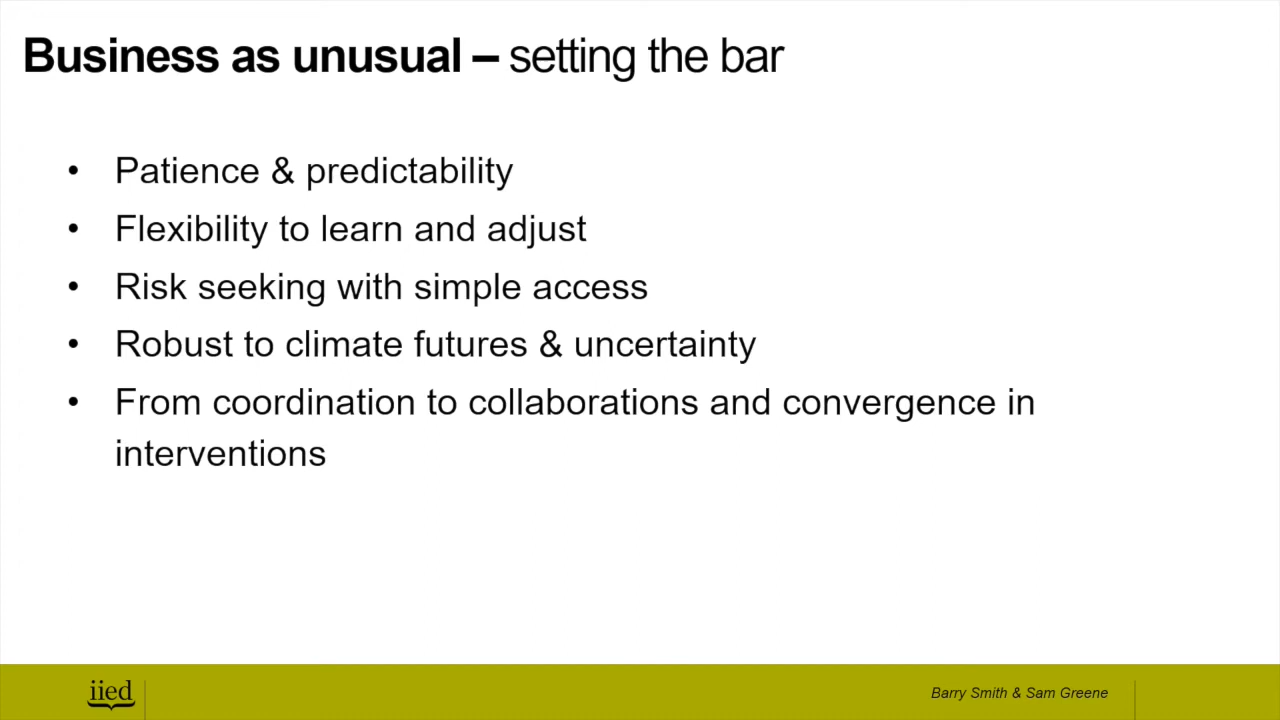 Business as unusual – setting the bar
• Patience & predictability
• Flexibility to learn and adjust
• Risk seeking with simple access
• Robust to climate futures & uncertainty
• From coordination to collaborations and convergence in
interventions
iied
Barry Smith & Sam Greene